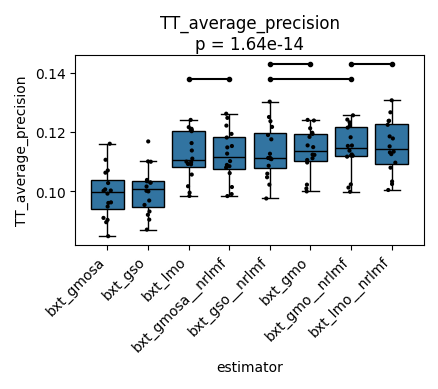 TT_average_precision
p = 1.64e-14
TT_average_precision
0.14
0.12
0.10
bxt_gmosa
bxt_gso
bxt_lmo
bxt_gmosa__nrlmf
bxt_gso__nrlmf
bxt_gmo
bxt_gmo__nrlmf
bxt_lmo__nrlmf
estimator